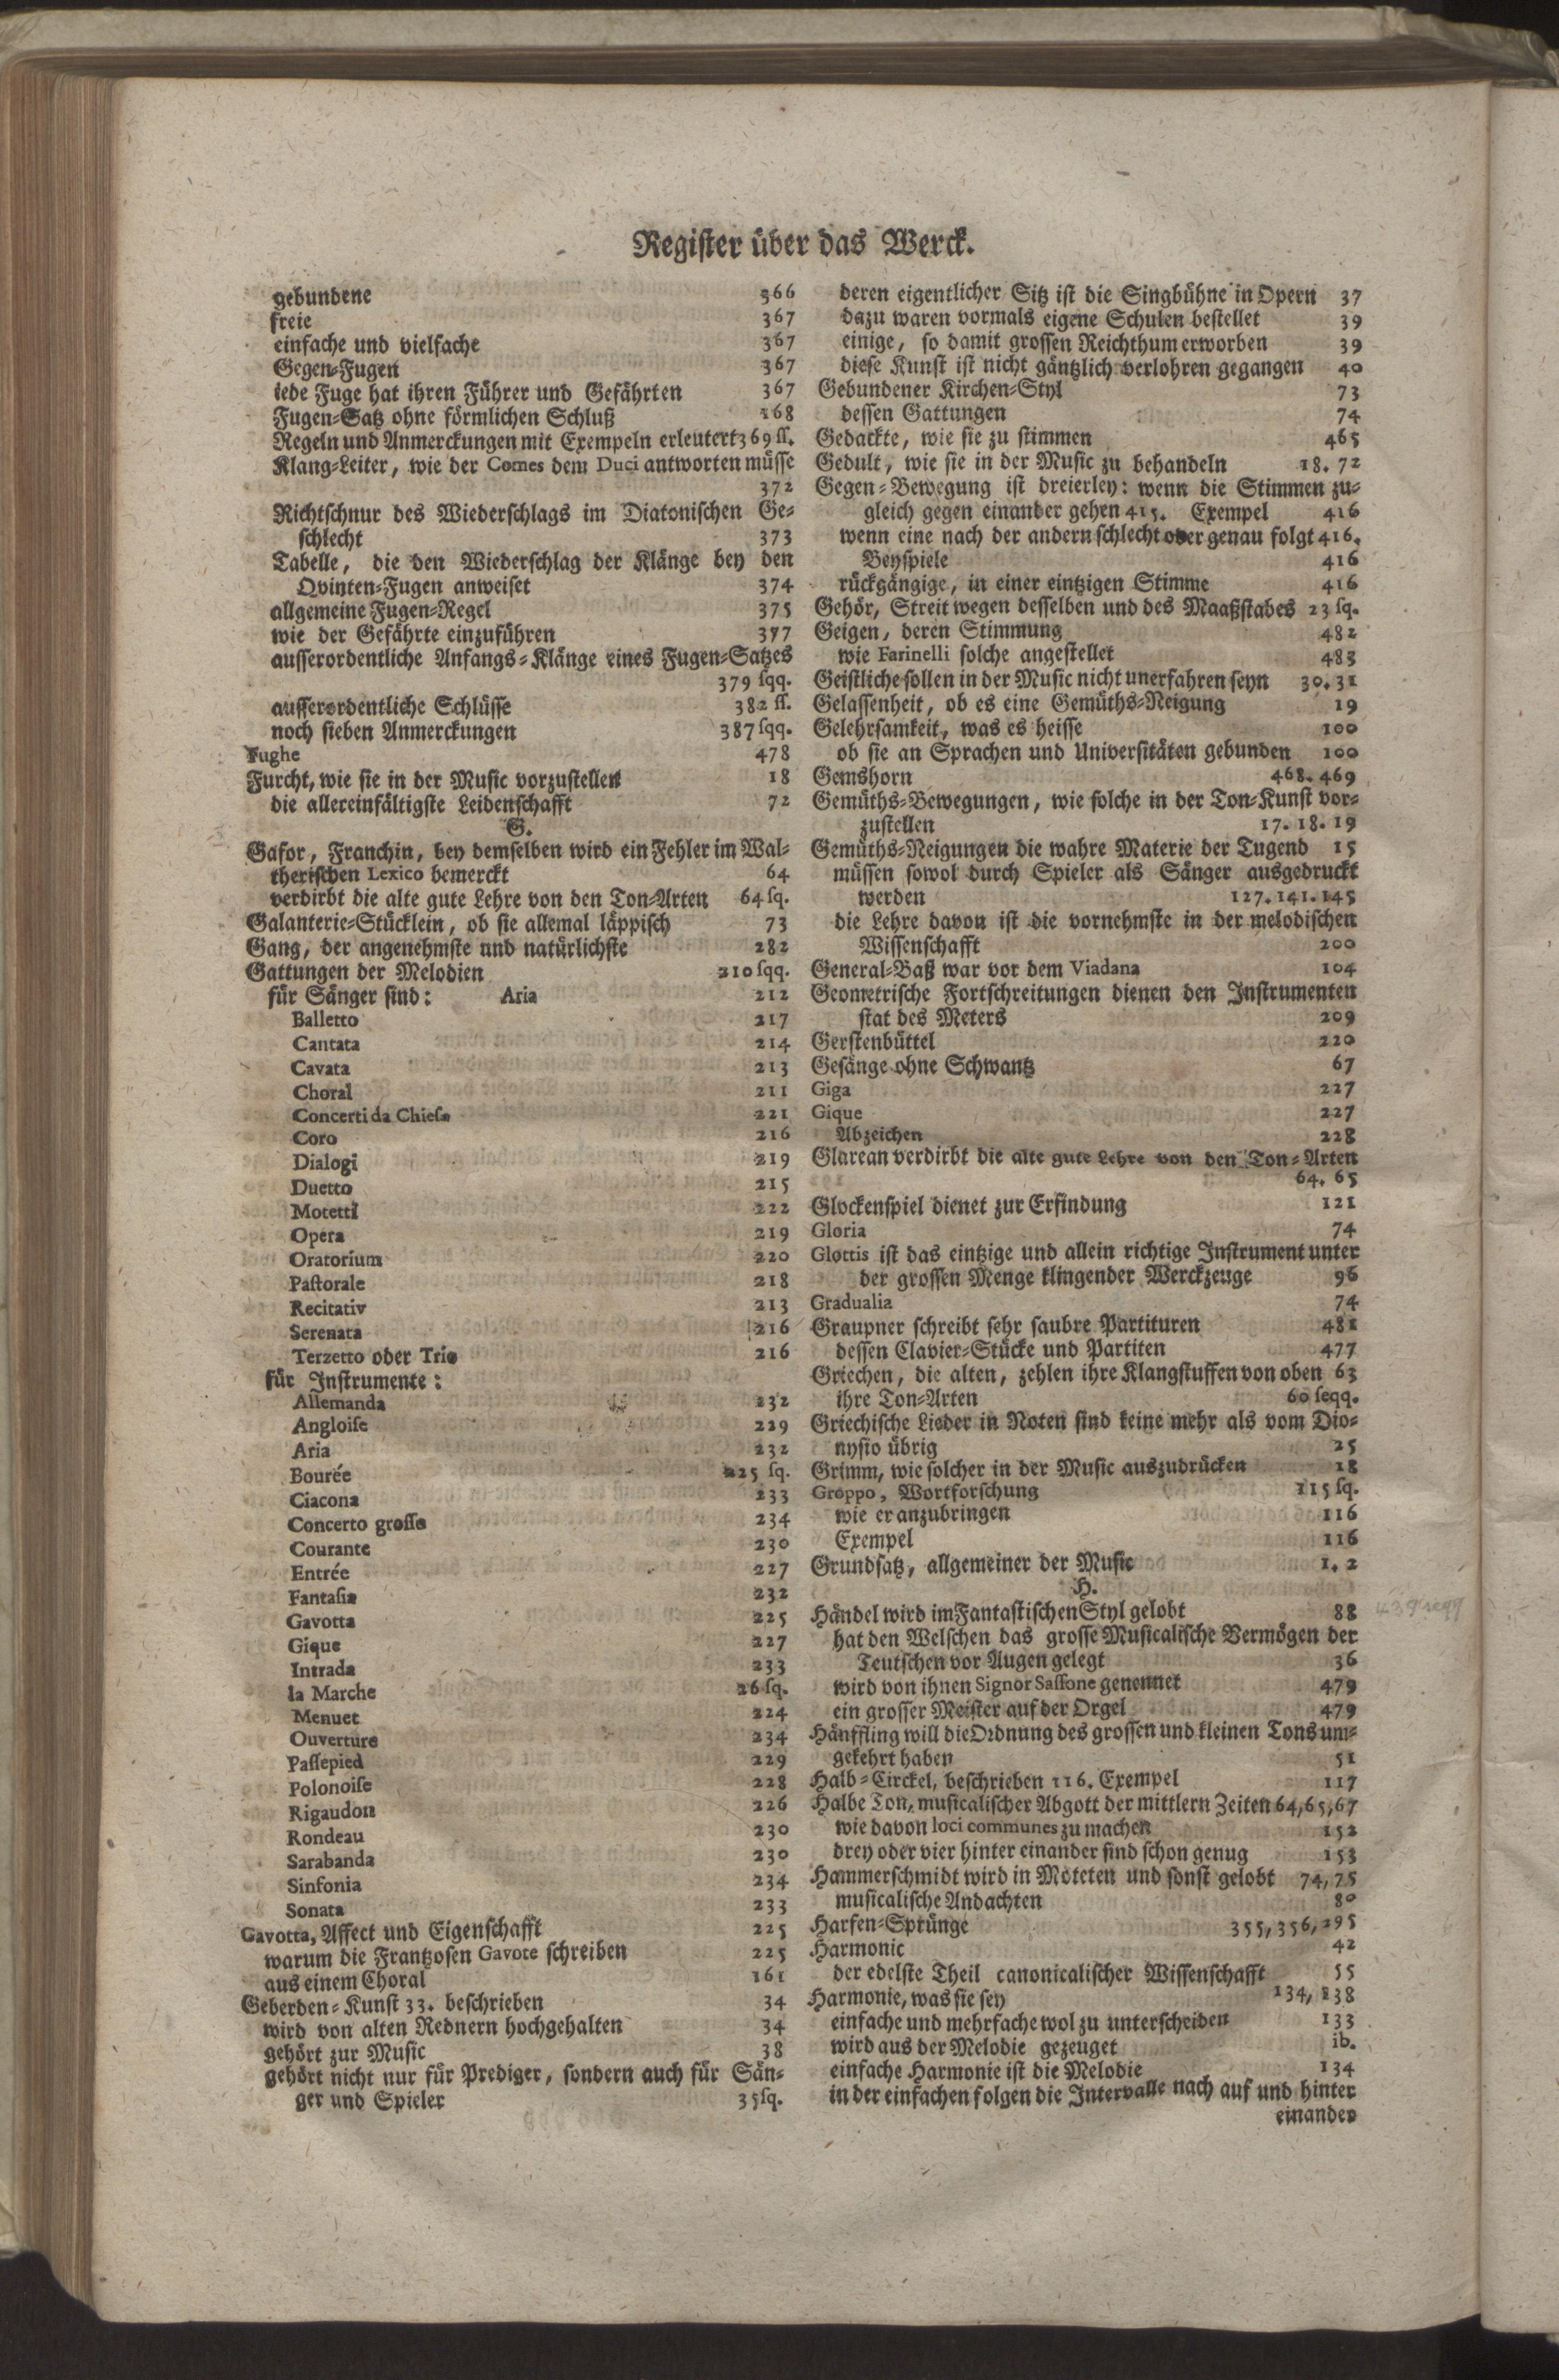 Register über das Werck.
gebundene 366
freie 367
einfache und vielfache 367
Gegen-Fugen 367
iede Fuge hat ihren Führer und Gefährten 367
Fugen-Satz ohne förmlichen Schluß 168
Regeln und Anmerckungen mit Exempeln erleutert 369 ss.
Klang-Leiter, wie der Comes dem Duci antworten müsse
372
Richtschnur des Wiederschlags im Diatonischen Ge-
schlecht 373
Tabelle, die den Wiederschlag der Klänge bey den
Qvinten-Fugen anweiset 374
allgemeine Fugen-Regel 375
wie der Gefährte einzuführen 377
ausserordentliche Anfangs-Klänge eines Fugen-Satzes
379 sqq.
ausserordentliche Schlüsse 382 ss.
noch sieben Anmerckungen 387 sqq.
Fughe 478
Furcht, wie sie in der Music vorzustellen 18
die allereinfältigste Leidenschafft 72
G.
Gafor, Franchin, bey demselben wird ein Fehler im Wal-
therischen Lexico bemerckt 64
verdirbt die alte gute Lehre von den Ton-Arten 64 sq.
Galanterie-Stücklein, ob sie allemal läppisch 73
Gang, der angenehmste und natürlichste 282
Gattungen der Melodien 210 sqq.
für Sänger sind: Aria 212
Balletto 217
Cantata 214
Cavata 213
Choral 211
Concerti da Chiesa 221
Coro 216
Dialogi 219
Duetto 215
Motetti 222
Opera 219
Oratorium 220
Pastorale 218
Recitativ 213
Serenata 216
Terzetto oder Trio 216
für Instrumente:
Allemanda 232
Angloise 229
Aria 232
Bourée 225 sq.
Ciacona 233
Concerto grosso 234
Courante 230
Entrée 227
Fantasia 232
Gavotta 225
Gique 227
Intrada 233
la Marche 26 sq.
Menuet 224
Ouverture 234
Passepied 229
Polonoise 228
Rigaudon 226
Rondeau 230
Sarabanda 230
Sinfonia 234
Sonata 233
Gavotta, Affect und Eigenschafft 225
warum die Frantzosen Gavote schreiben 225
aus einem Choral 161
Geberden-Kunst 33. beschrieben 34
wird von alten Rednern hochgehalten 34
gehört zur Music 38
gehört nicht nur für Prediger, sondern auch für Sän-
ger und Spieler 35 sq.
deren eigentlicher Sitz ist die Singbühne in Opern 37
dazu waren vormals eigene Schulen bestellet 39
einige, so damit grossen Reichthum erworben 39
diese Kunst ist nicht gäntzlich verlohren gegangen 40
Gebundener Kirchen-Styl 73
dessen Gattungen 74
Gedackte, wie sie zu stimmen 465
Gedult, wie sie in der Music zu behandeln 18. 72
Gegen-Bewegung ist dreierley: wenn die Stimmen zu-
gleich gegen einander gehen 415. Exempel 416
wenn eine nach der andern schlecht oder genau folgt 416.
Beyspiele 416
rückgängige, in einer eintzigen Stimme 416
Gehör, Streit wegen desselben und des Maaßstabes 23 sq.
Geigen, deren Stimmung 482
wie Farinelli solche angestellet 483
Geistliche sollen in der Music nicht unerfahren seyn 30. 31
Gelassenheit, ob es eine Gemüths-Neigung 19
Gelehrsamkeit, was es heisse 100
ob sie an Sprachen und Universitäten gebunden 100
Gemshorn 468. 469
Gemüths-Bewegungen, wie solche in der Ton-Kunst vor-
zustellen 17. 18. 19
Gemüths-Neigungen die wahre Materie der Tugend 15
müssen sowol durch Spieler als Sänger ausgedruckt
werden 127. 141. 145
die Lehre davon ist die vornehmste in der melodischen
Wissenschafft 200
General-Baß war vor dem Viadana 104
Geometrische Fortschreitungen dienen den Instrumenten
stat des Meters 209
Gerstenbüttel 220
Gesänge ohne Schwantz 67
Giga 227
Gique 227
Abzeichen 228
Glarean verdirbt die alte gute Lehre von den Ton-Arten
64. 65
Glockenspiel dienet zur Erfindung 121
Gloria 74
Glottis ist das eintzige und allein richtige Instrument unter
der grossen Menge klingender Werckzeuge 96
Gradualia 74
Graupner schreibt sehr saubre Partituren 481
dessen Clavier-Stücke und Partiten 477
Griechen, die alten, zehlen ihre Klangstuffen von oben 63
ihre Ton-Arten 60 seqq.
Griechische Lieder in Noten sind keine mehr als vom Dio-
nysio übrig 25
Grimm, wie solcher in der Music auszudrücken 18
Groppo, Wortforschung 115 sq.
wie er anzubringen 116
Exempel 116
Grundsatz, allgemeiner der Music 1. 2
H.
Händel wird im Fantastischen Styl gelobt 88
hat den Welschen das grosse Musicalische Vermögen der
Teutschen vor Augen gelegt 36
wird von ihnen Signor Sassone genennet 479
ein grosser Meister auf der Orgel 479
Hänffling will die Ordnung des grossen und kleinen Tons um-
gekehrt haben 51
Halb-Circkel, beschrieben 116. Exempel 117
Halbe Ton, musicalischer Abgott der mittlern Zeiten 64, 65, 67
wie davon loci communes zu machen 152
drey oder vier hinter einander sind schon genug 153
Hammerschmidt wird in Moteten und sonst gelobt 74, 75
musicalische Andachten 80
Harfen-Sprünge 355, 356, 295
Harmonic 42
der edelste Theil canonicalischer Wissenschafft 55
Harmonie, was sie sey 134, 138
einfache und mehrfache wol zu unterscheiden 133
wird aus der Melodie gezeuget ib.
einfache Harmonie ist die Melodie 134
in der einfachen folgen die Intervalle nach auf und hinter
einander